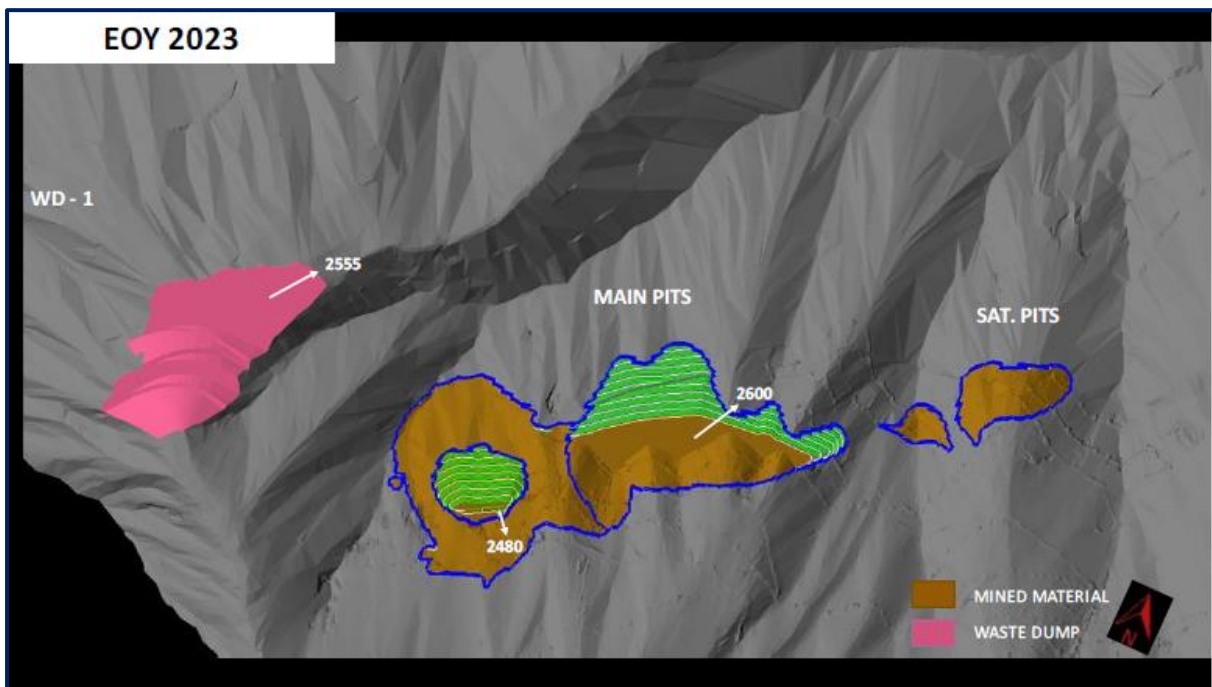 EOY 2023
WD - 1
2555
MAIN PITS
SAT. PITS
2600
2480
MINED MATERIAL
WASTE DUMP
N